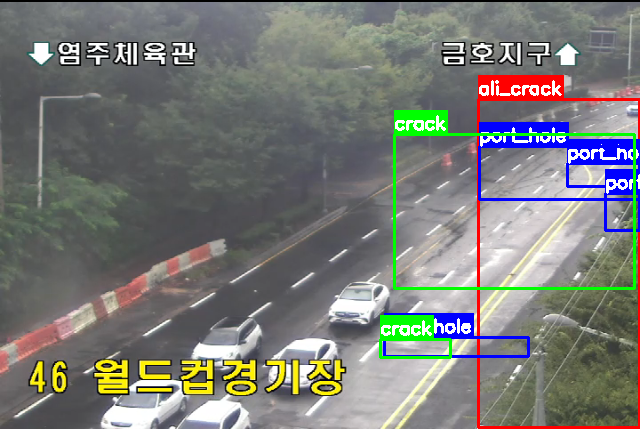 ⬇염주체육관 금호지구⬆
ali_crack
crack
port_hole
port_ho
port
crack hole
46 월드컵경기장